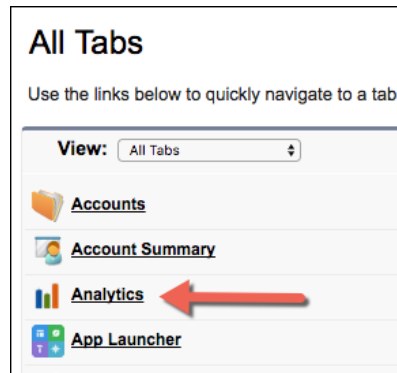 All Tabs
Use the links below to quickly navigate to a tab
View: All Tabs
Accounts
Account Summary
Analytics
App Launcher